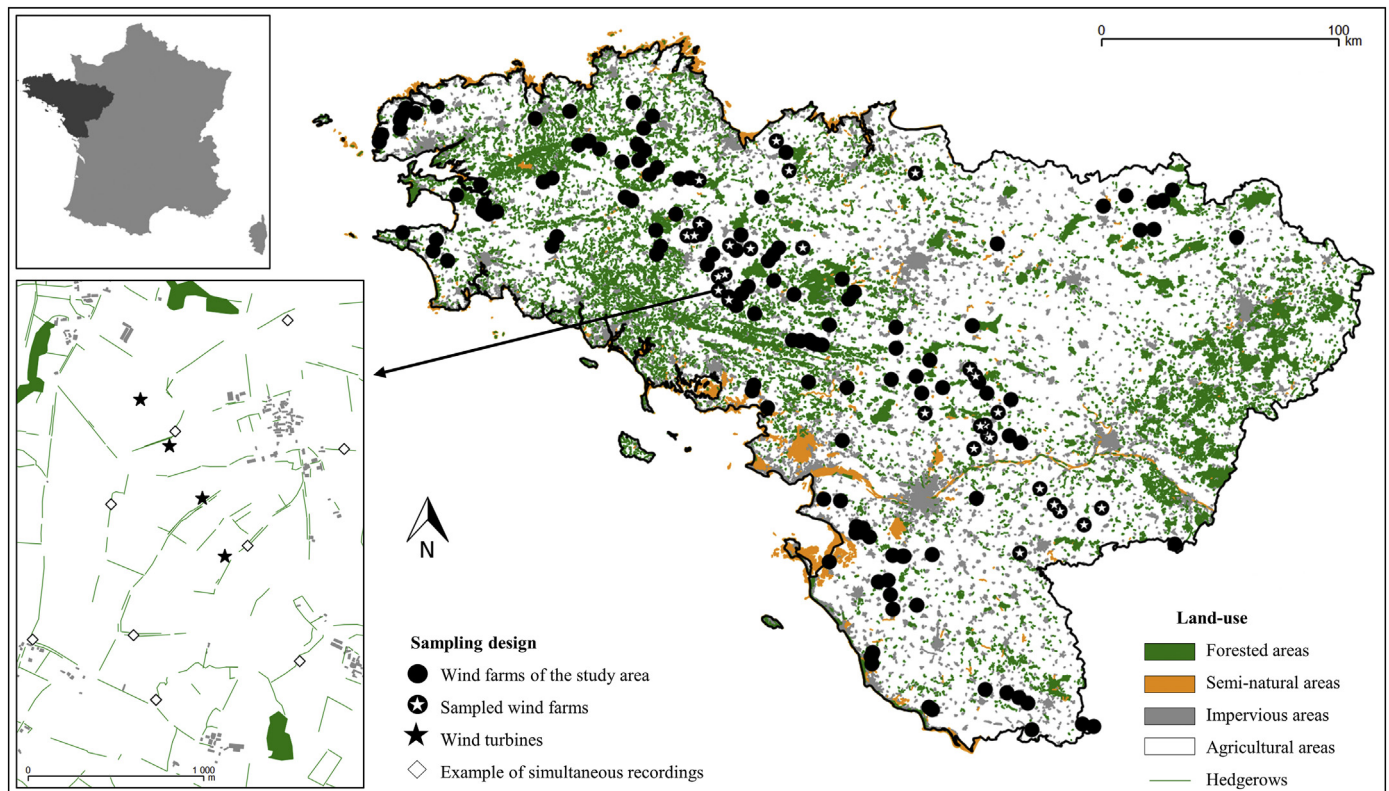 0 100
km
N
0 1 000
m
Sampling design
Wind farms of the study area
Sampled wind farms
Wind turbines
Example of simultaneous recordings
Land-use
Forested areas
Semi-natural areas
Impervious areas
Agricultural areas
Hedgerows